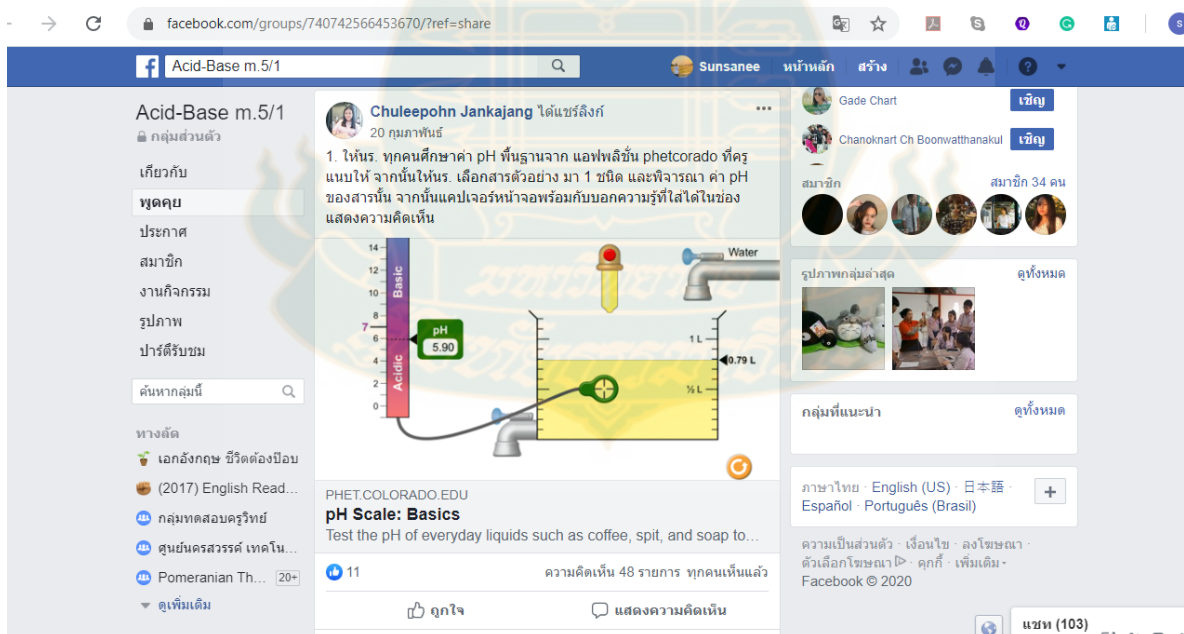 facebook.com/groups/740742566453670/?ref=share
Acid-Base m.5/1
Sunsanee
หน้าหลัก
สร้าง
Acid-Base m.5/1
กลุ่มส่วนตัว
เกี่ยวกับ
พูดคุย
ประกาศ
สมาชิก
งานกิจกรรม
รูปภาพ
ปาร์ตี้รับชม
ค้นหากลุ่มนี้
ทางลัด
เอกอังกฤษ ชีวิตต้องป๊อบ
(2017) English Read...
กลุ่มทดสอบครูวิทย์
ศูนย์นครสวรรค์ เทคโน...
Pomeranian Th... 20+
ดูเพิ่มเติม
Chuleepohn Jankajang ได้แชร์ลิงก์
20 กุมภาพันธ์
1. ให้นร. ทุกคนศึกษาค่า pH พื้นฐานจาก แอฟพลิชั่น phetcorado ที่ครู
แนบให้ จากนั้นให้นร. เลือกสารตัวอย่าง มา 1 ชนิด และพิจารณา ค่า pH
ของสารนั้น จากนั้นแคปเจอร์หน้าจอพร้อมกับบอกความรู้ที่ใส่ได้ในช่อง
แสดงความคิดเห็น
14
12
10
8
7
6
4
2
0
Basic
Acidic
pH
5.90
Water
1 L
0.79 L
½ L
PHET.COLORADO.EDU
pH Scale: Basics
Test the pH of everyday liquids such as coffee, spit, and soap to...
11
ความคิดเห็น 48 รายการ ทุกคนเห็นแล้ว
ถูกใจ
แสดงความคิดเห็น
Gade Chart
เชิญ
Chanoknart Ch Boonwatthanakul
เชิญ
สมาชิก
สมาชิก 34 คน
รูปภาพกลุ่มล่าสุด
ดูทั้งหมด
กลุ่มที่แนะนำ
ดูทั้งหมด
ภาษาไทย · English (US) · 日本語 ·
Español · Português (Brasil)
ความเป็นส่วนตัว · เงื่อนไข · ลงโฆษณา ·
ตัวเลือกโฆษณา · คุกกี้ · เพิ่มเติม
Facebook © 2020
แชท (103)